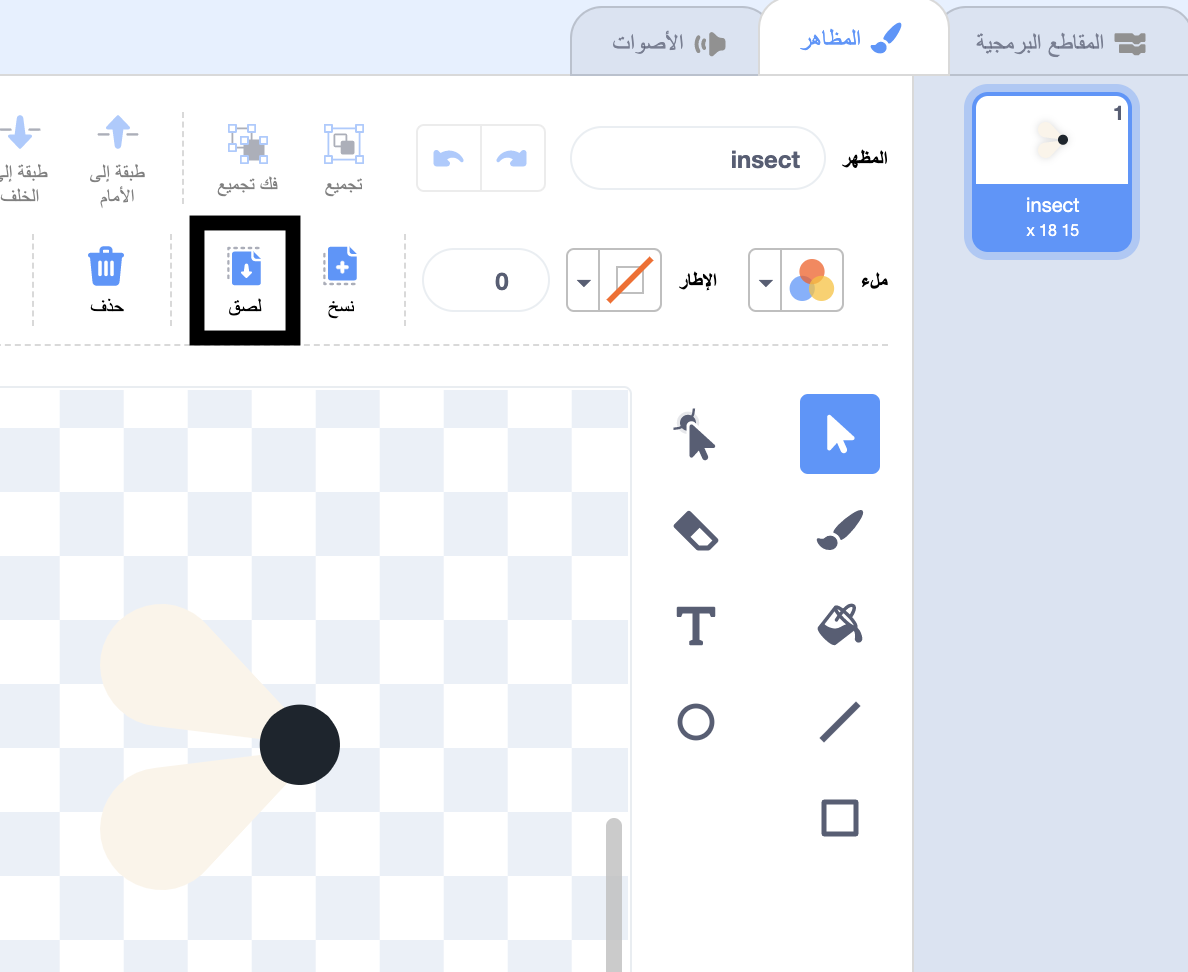 المقاطع البرمجية
المظاهر
الأصوات
1
insect
18 x 15
المظهر
insect
تجميع
فك تجميع
طبقة إلى
الأمام
طبقة إلى
الخلف
ملء
الإطار
0
نسخ
لصق
حذف